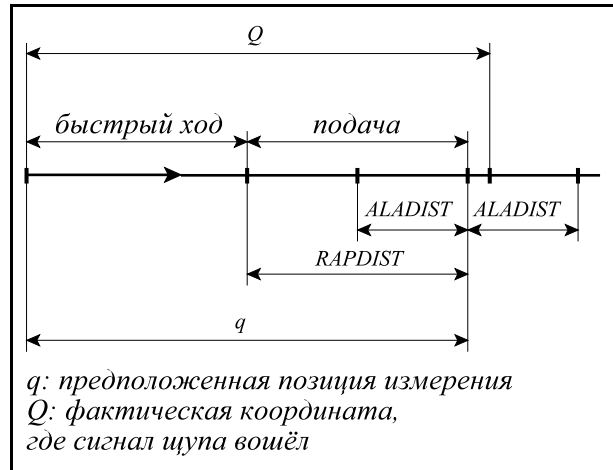 Q
быстрый ход
подача
ALADIST
ALADIST
RAPDIST
q
q: предположенная позиция измерения
Q: фактическая координата,
где сигнал щупа вошёл